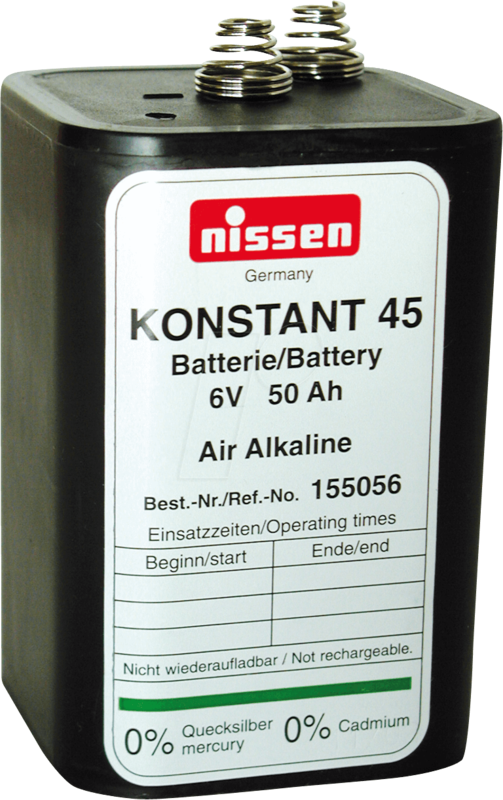 nissen
Germany
KONSTANT 45
Batterie/Battery
6V 50 Ah
Air Alkaline
Best.-Nr./Ref.-No. 155056
Einsatzzeiten/Operating times
Beginn/start Ende/end
Nicht wiederaufladbar / Not rechargeable.
0% Quecksilber
mercury
0% Cadmium